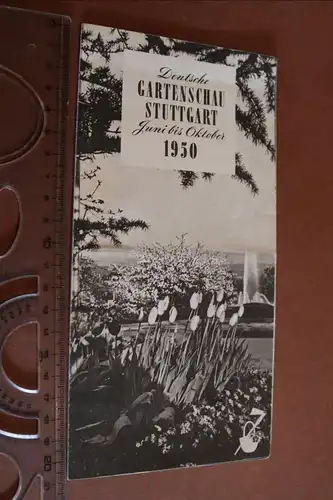 Deutsche
GARTENSCHAU
STUTTGART
Juni bis Oktober
1950